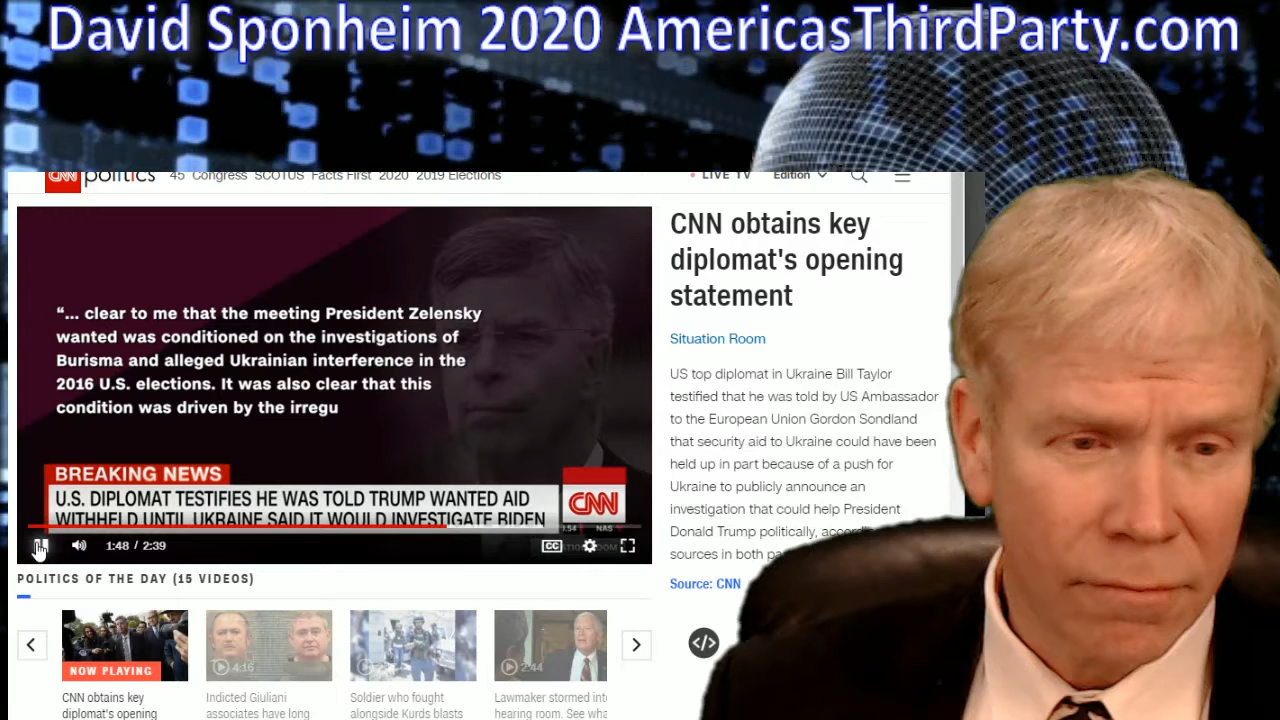 David Sponheim 2020 AmericasThirdParty.com
CNN politics 45 Congress SCOTUS Facts First 2020 2019 Elections LIVE TV Edition
CNN obtains key
diplomat's opening
statement
Situation Room
US top diplomat in Ukraine Bill Taylor
testified that he was told by US Ambassador
to the European Union Gordon Sondland
that security aid to Ukraine could have been
held up in part because of a push for
Ukraine to publicly announce an
investigation that could help President
Donald Trump politically,
sources in both
Source: CNN
“... clear to me that the meeting President Zelensky
wanted was conditioned on the investigations of
Burisma and alleged Ukrainian interference in the
2016 U.S. elections. It was also clear that this
condition was driven by the irregu
BREAKING NEWS
U.S. DIPLOMAT TESTIFIES HE WAS TOLD TRUMP WANTED AID
WITHHELD UNTIL UKRAINE SAID IT WOULD INVESTIGATE BIDEN
CNN
NAS
1:48 / 2:39
CC
POLITICS OF THE DAY (15 VIDEOS)
4:16
2:44
NOW PLAYING
CNN obtains key
diplomat's opening
Indicted Giuliani
associates have long
Soldier who fought
alongside Kurds blasts
Lawmaker stormed
hearing room. See